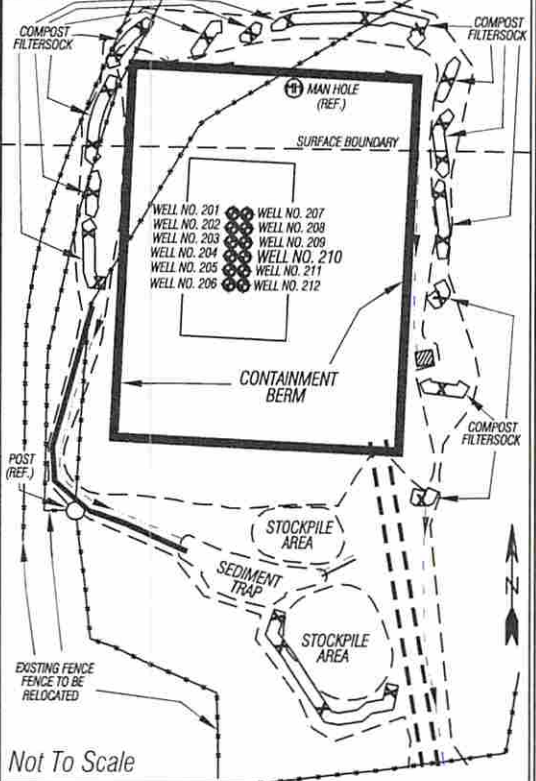 COMPOST
FILTERSOCK
COMPOST
FILTERSOCK
MH
MAN HOLE
(REF.)
SURFACE BOUNDARY
WELL NO. 201
WELL NO. 202
WELL NO. 203
WELL NO. 204
WELL NO. 205
WELL NO. 206
WELL NO. 207
WELL NO. 208
WELL NO. 209
WELL NO. 210
WELL NO. 211
WELL NO. 212
CONTAINMENT
BERM
COMPOST
FILTERSOCK
POST
(REF.)
STOCKPILE
AREA
SEDIMENT
TRAP
STOCKPILE
AREA
N
EXISTING FENCE
FENCE TO BE
RELOCATED
Not To Scale